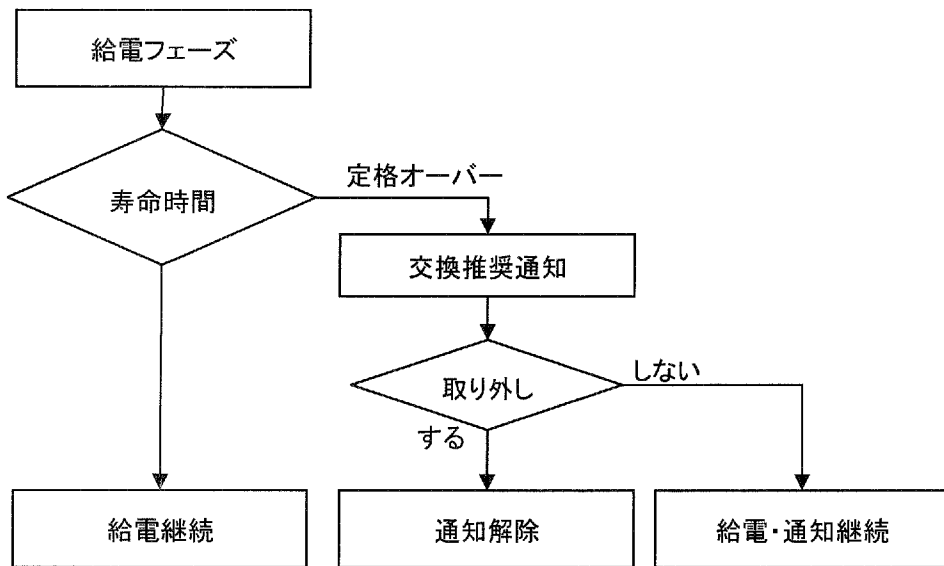 給電フェーズ
寿命時間
定格オーバー
交換推奨通知
取り外し
しない
する
給電継続
通知解除
給電・通知継続